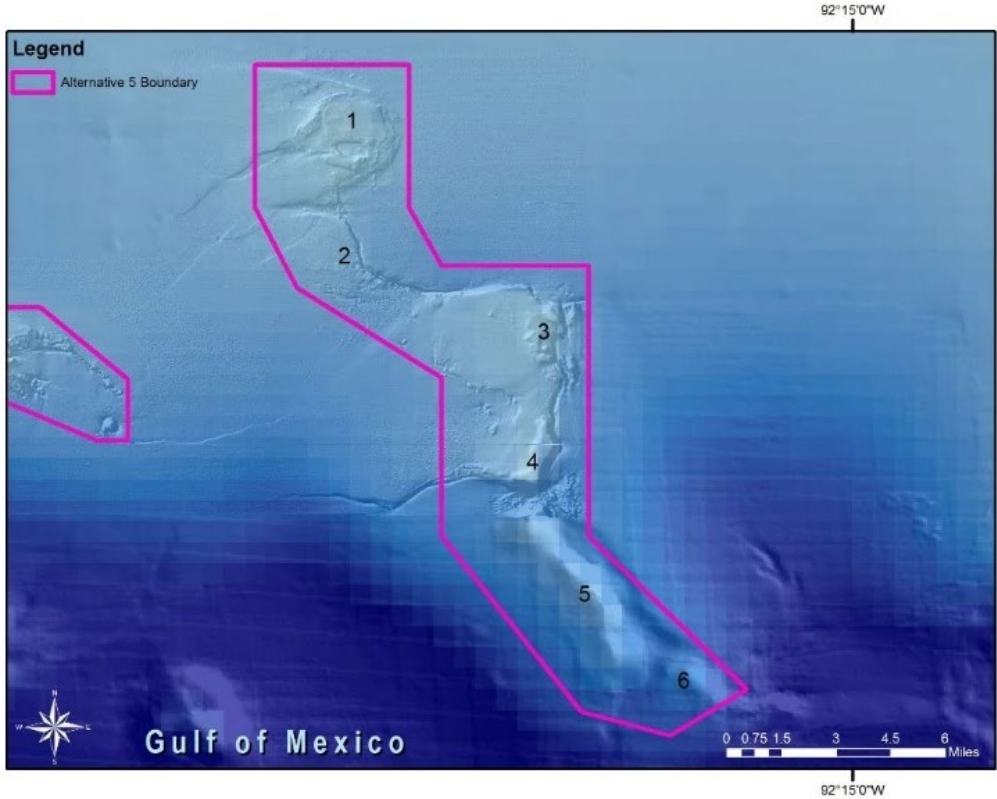 92°15'0"W
Legend
Alternative 5 Boundary
1
2
3
4
5
6
N
W E
S
Gulf of Mexico
0 0.75 1.5 3 4.5 6
Miles
92°15'0"W